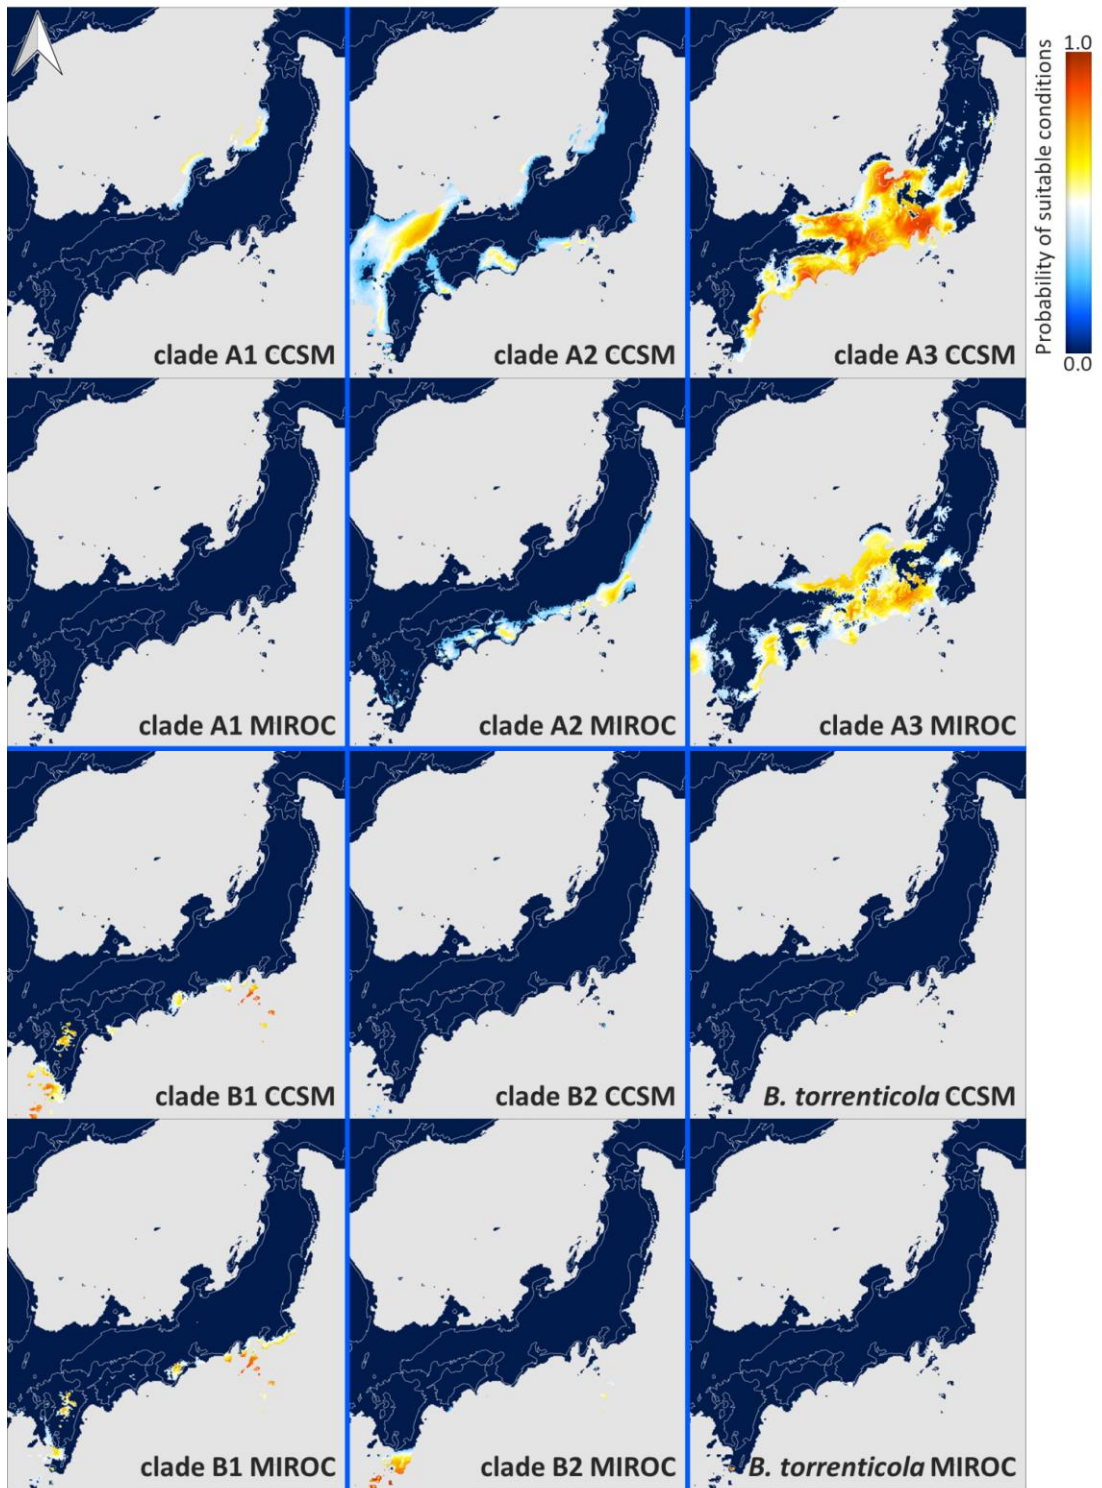 clade A1 CCSM
clade A2 CCSM
clade A3 CCSM
Probability of suitable conditions
1.0
0.0
clade A1 MIROC
clade A2 MIROC
clade A3 MIROC
clade B1 CCSM
clade B2 CCSM
B. torrenticola CCSM
clade B1 MIROC
clade B2 MIROC
B. torrenticola MIROC